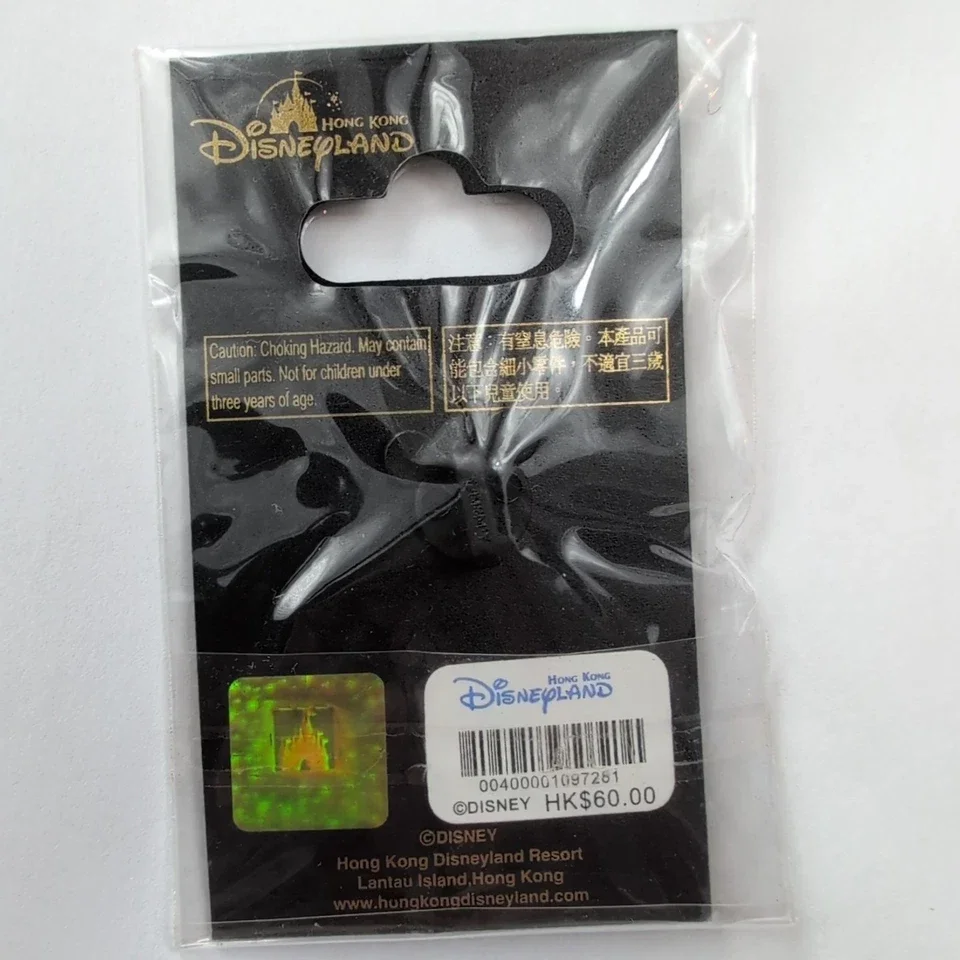 HONG KONG
DISNEYLAND
Caution: Choking Hazard. May contain
small parts. Not for children under
three years of age.
注意：有窒息危險。本產品可
能包含細小零件，不適宜三歲
以下兒童使用。
HONG KONG
DISNEYLAND
00400001097281
©DISNEY HK$60.00
©DISNEY
Hong Kong Disneyland Resort
Lantau Island,Hong Kong
www.hongkongdisneyland.com